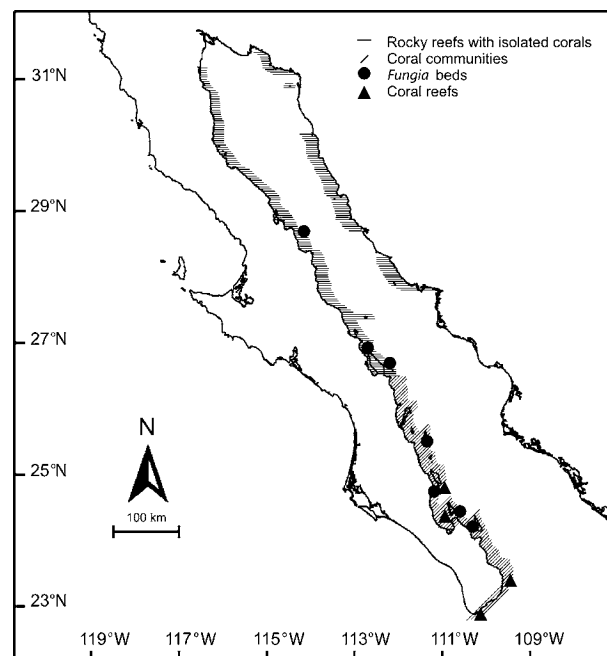 Rocky reefs with isolated corals
Coral communities
Fungia beds
Coral reefs
31°N
29°N
27°N
25°N
23°N
N
100 km
119°W 117°W 115°W 113°W 111°W 109°W